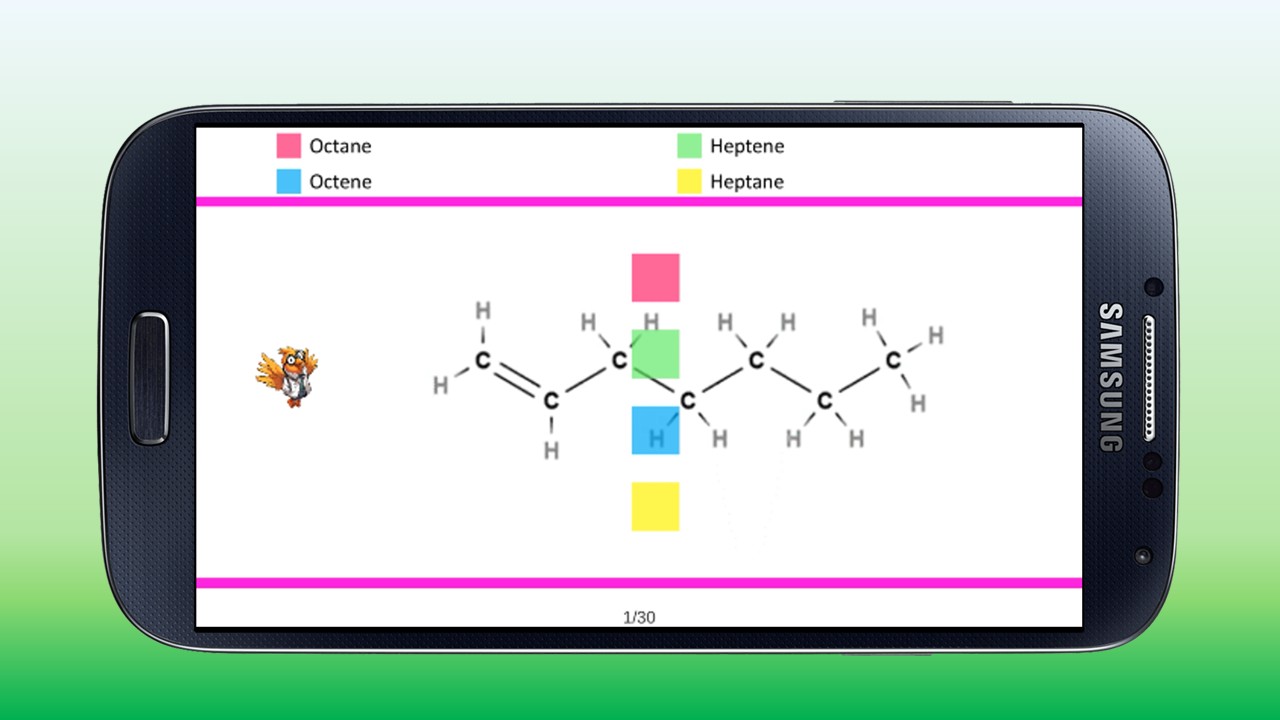 Octane
Heptene
Octene
Heptane
H
H H H H H
H
C C C C
H
C C C
H
H H H H
H
1/30
SAMSUNG